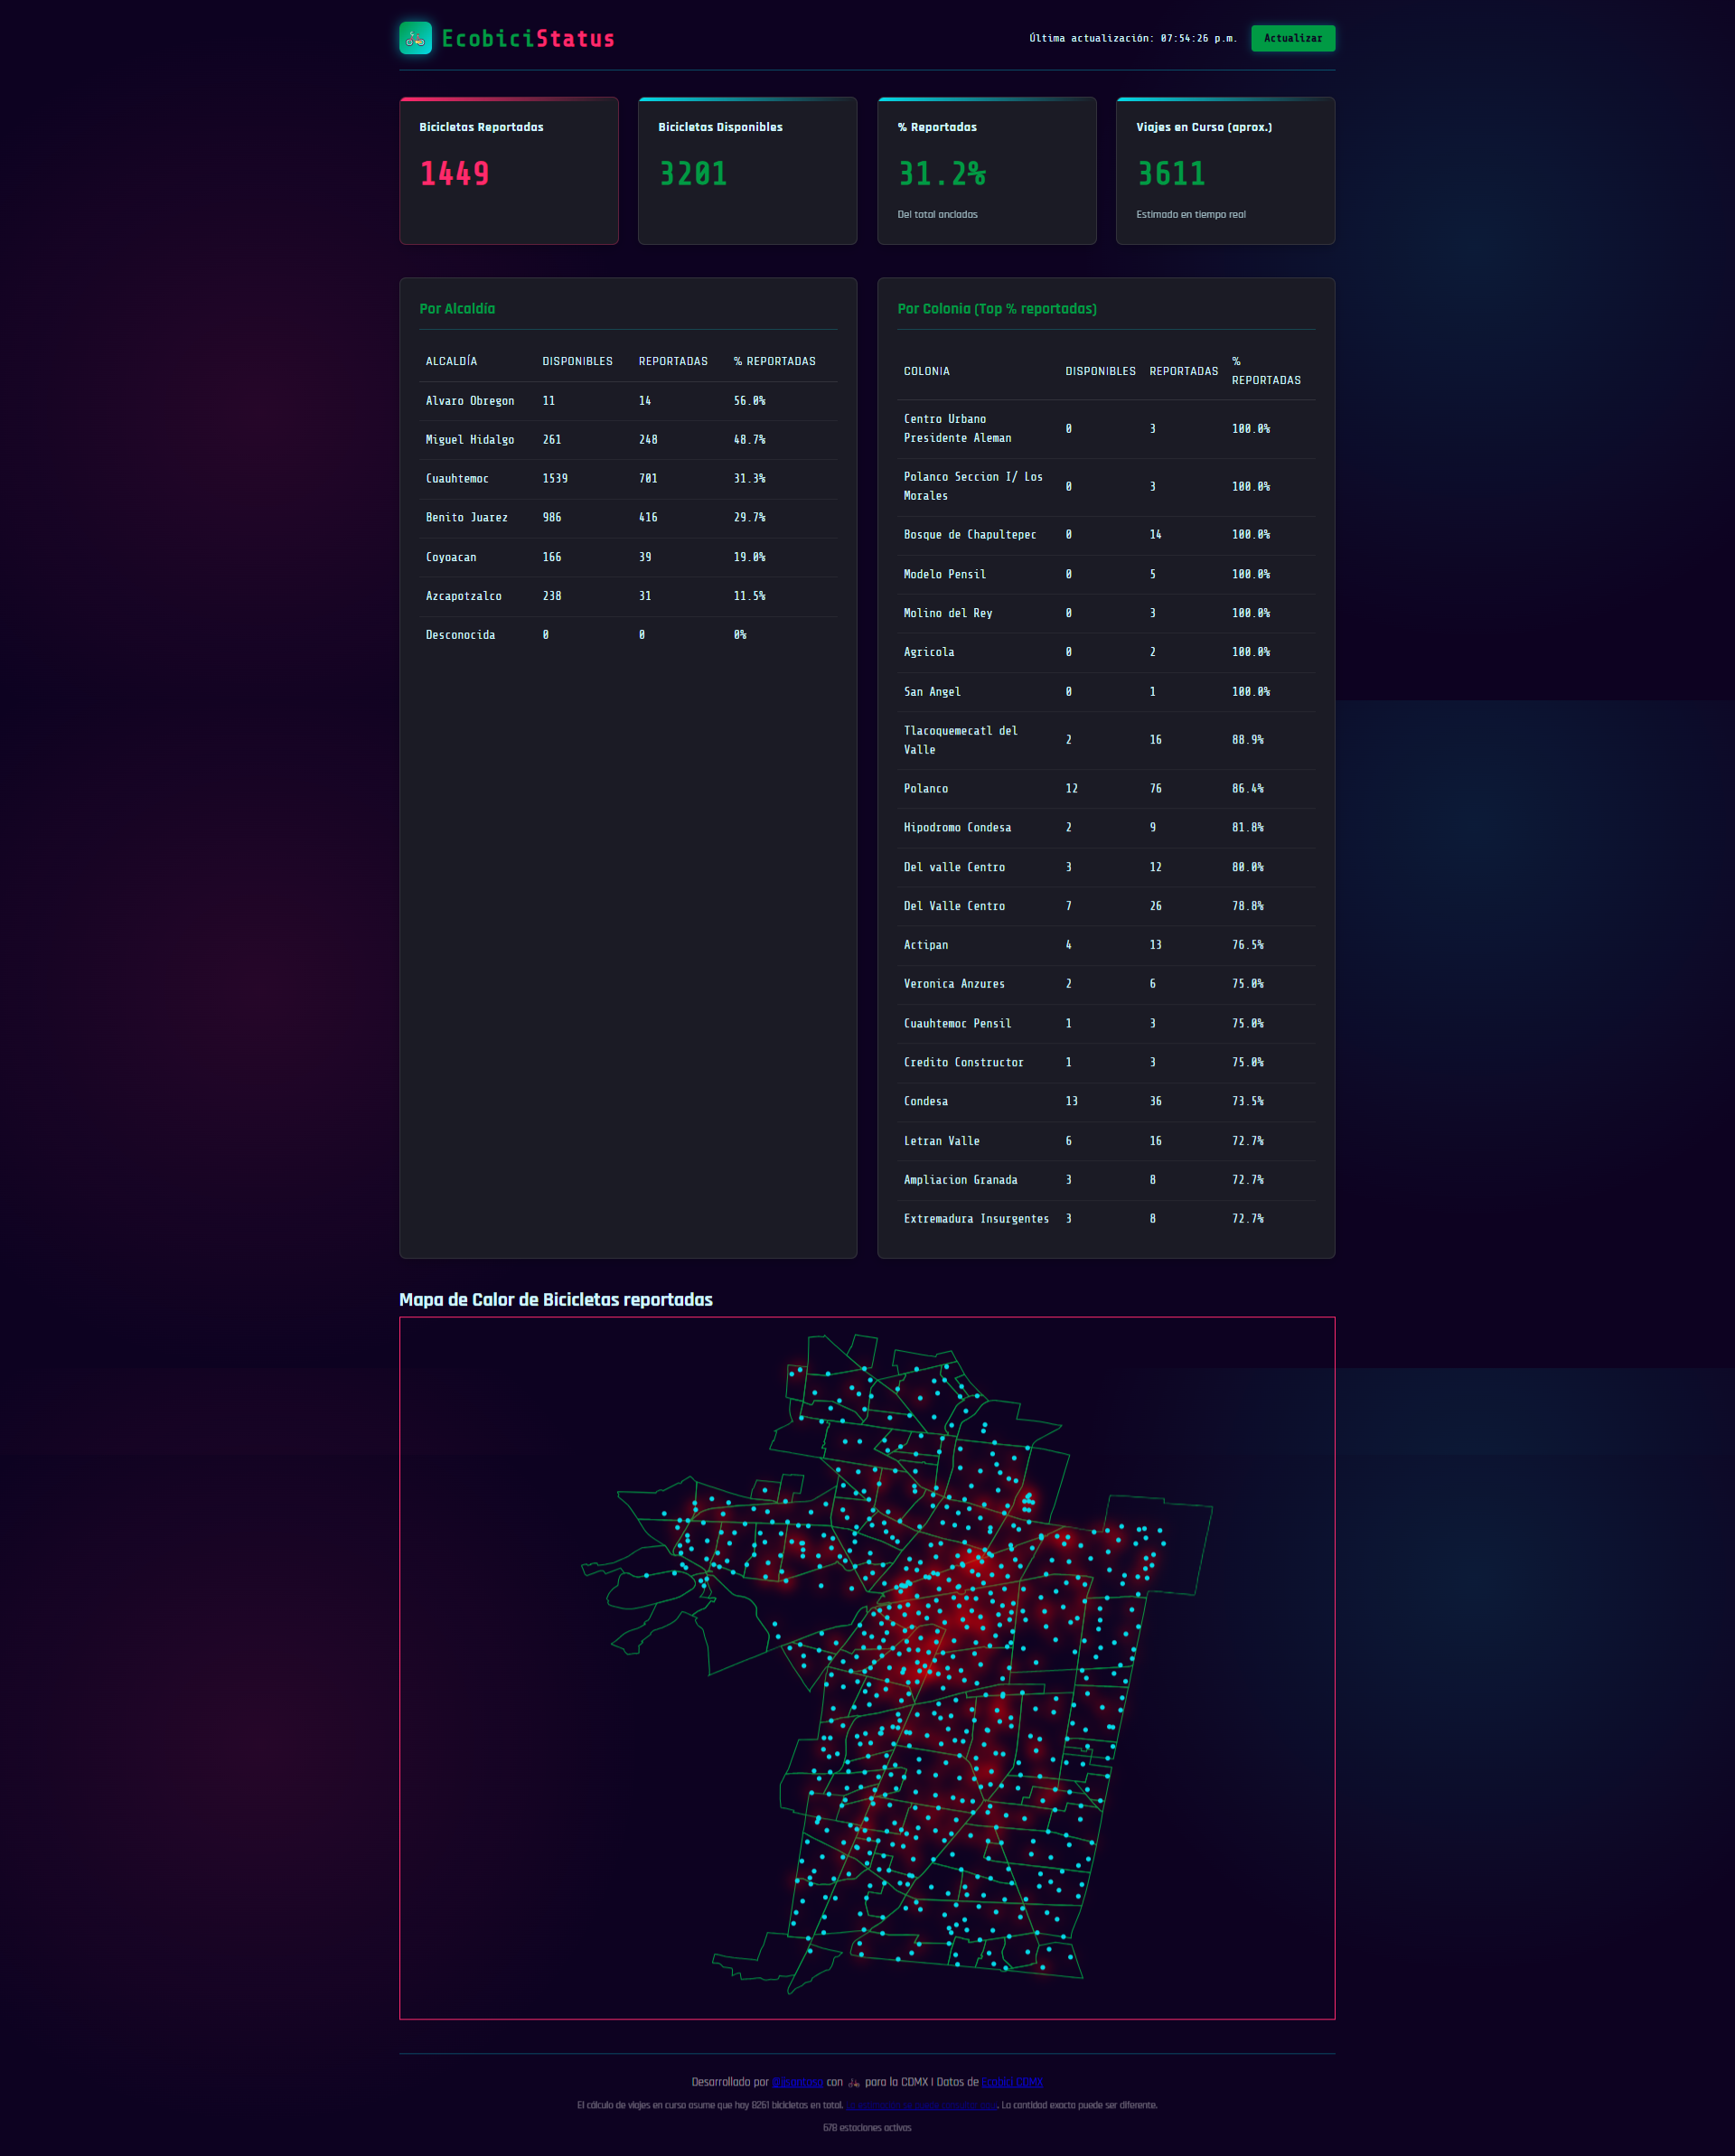 EcobiciStatus
Última actualización: 07:54:26 p.m.
Actualizar
Bicicletas Reportadas
1449
Bicicletas Disponibles
3201
% Reportadas
31.2%
Del total ancladas
Viajes en Curso (aprox.)
3611
Estimado en tiempo real
Por Alcaldía
ALCALDÍA DISPONIBLES REPORTADAS % REPORTADAS
Alvaro Obregon 11 14 56.0%
Miguel Hidalgo 261 248 48.7%
Cuauhtemoc 1539 701 31.3%
Benito Juarez 986 416 29.7%
Coyoacan 166 39 19.0%
Azcapotzalco 238 31 11.5%
Desconocida 0 0 0%
Por Colonia (Top % reportadas)
COLONIA DISPONIBLES REPORTADAS %
REPORTADAS
Centro Urbano
Presidente Aleman 0 3 100.0%
Polanco Seccion I/ Los
Morales 0 3 100.0%
Bosque de Chapultepec 0 14 100.0%
Modelo Pensil 0 5 100.0%
Molino del Rey 0 3 100.0%
Agricola 0 2 100.0%
San Angel 0 1 100.0%
Tlacoquemecatl del
Valle 2 16 88.9%
Polanco 12 76 86.4%
Hipodromo Condesa 2 9 81.8%
Del valle Centro 3 12 80.0%
Del Valle Centro 7 26 78.8%
Actipan 4 13 76.5%
Veronica Anzures 2 6 75.0%
Cuauhtemoc Pensil 1 3 75.0%
Credito Constructor 1 3 75.0%
Condesa 13 36 73.5%
Letran Valle 6 16 72.7%
Ampliacion Granada 3 8 72.7%
Extremadura Insurgentes 3 8 72.7%
Mapa de Calor de Bicicletas reportadas
Desarrollado por con 🚲 para la CDMX | Datos de Ecobici CDMX
El cálculo de viajes en curso asume que hay 8261 bicicletas en total. . La cantidad exacta puede ser diferente.
678 estaciones activas